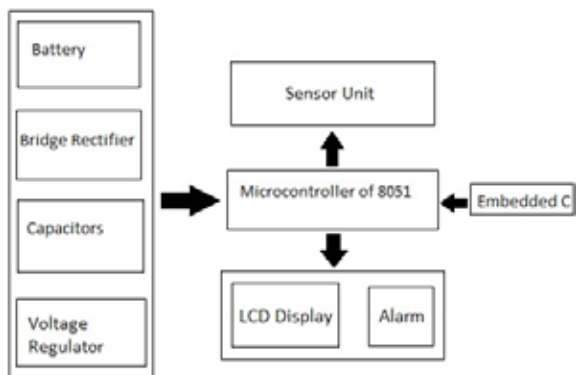 Battery
Bridge Rectifier
Capacitors
Voltage
Regulator
Sensor Unit
Microcontroller of 8051
Embedded C
LCD Display
Alarm